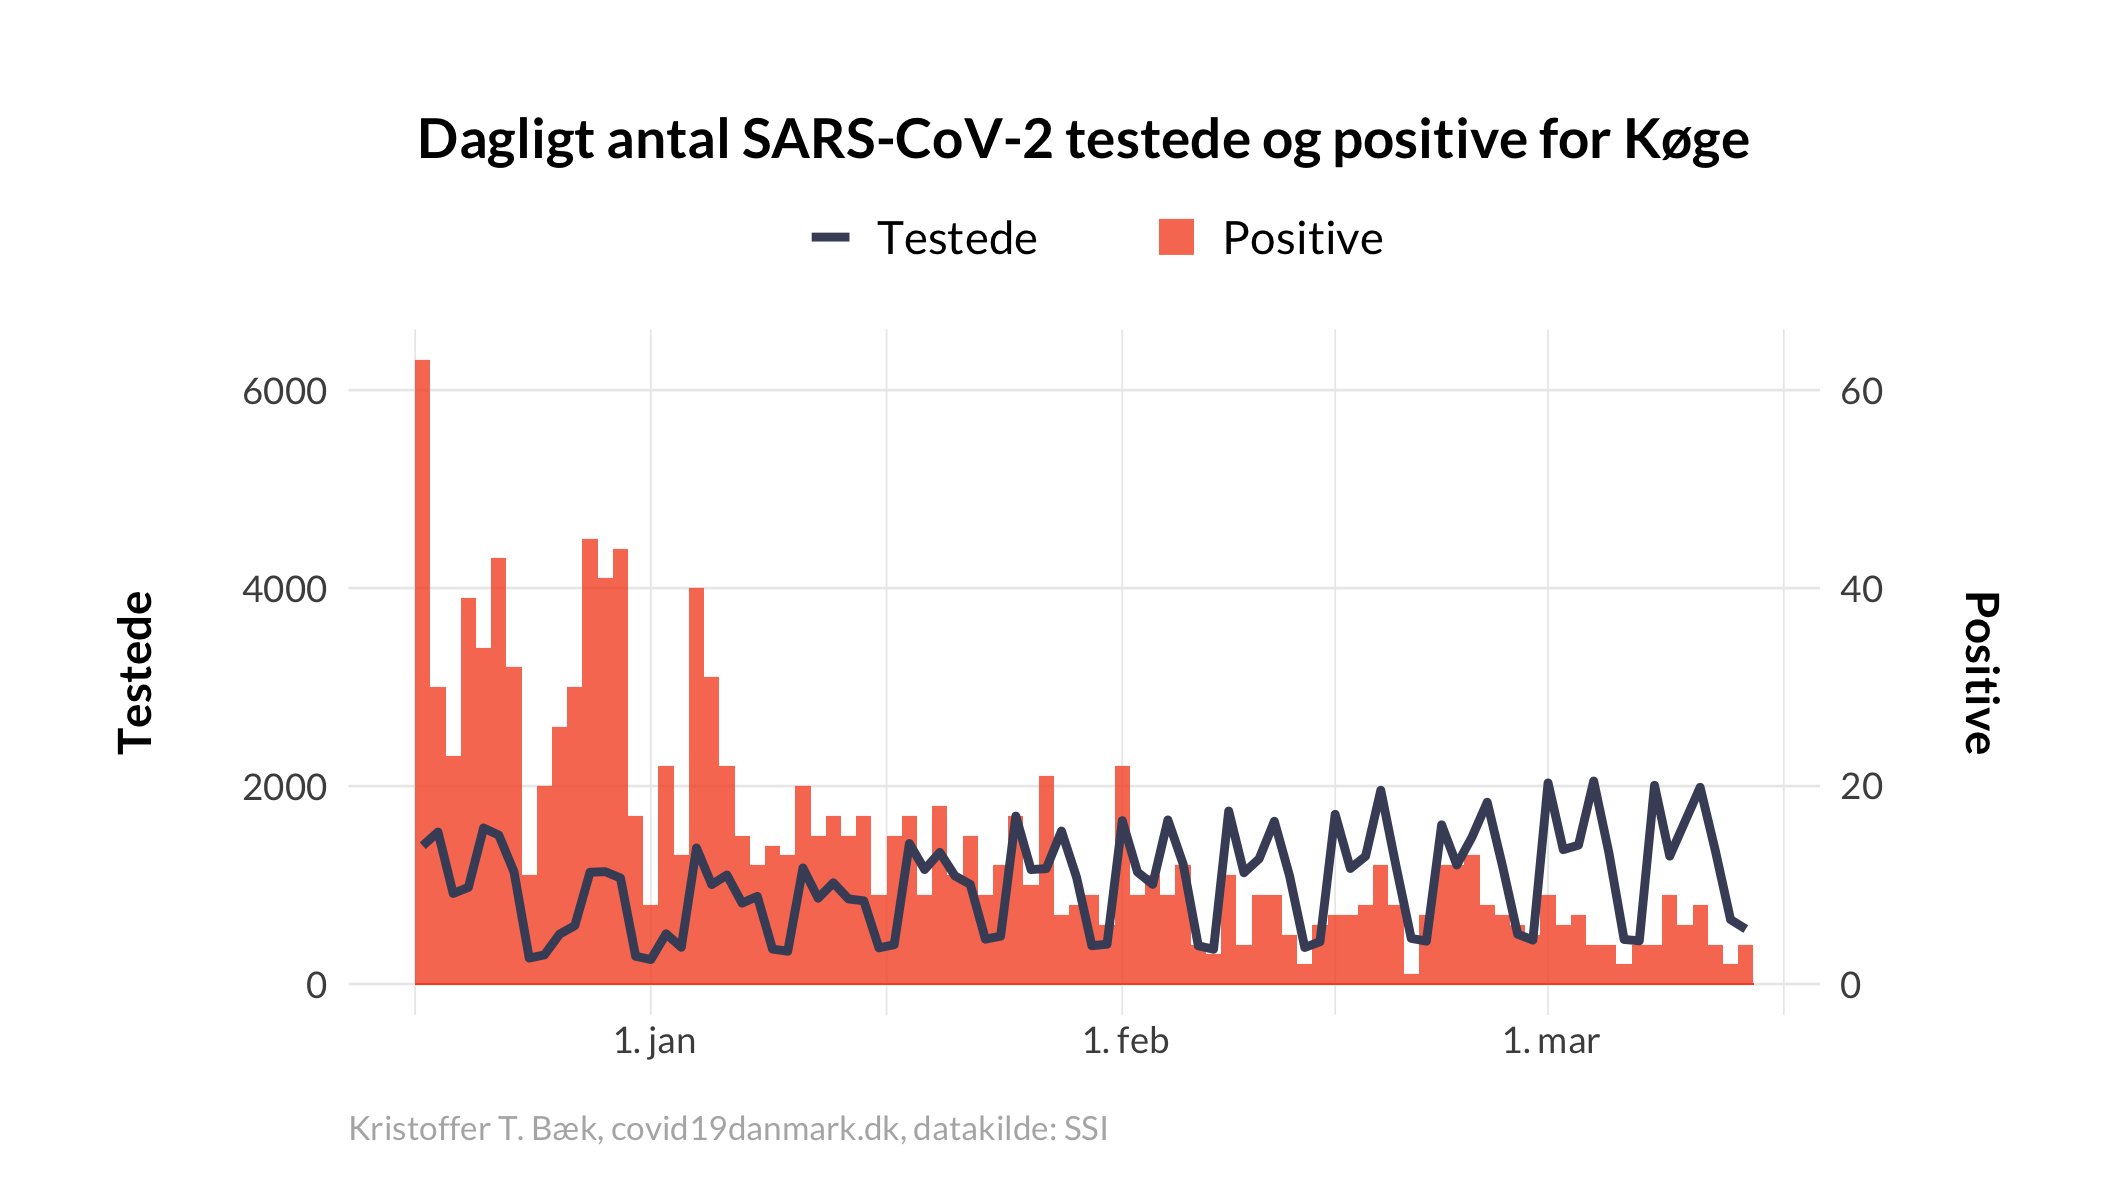 Dagligt antal SARS-CoV-2 testede og positive for Køge
Testede Positive
6000 60
4000 40
2000 20
0 0
Testede
Positive
1. jan 1. feb 1. mar
Kristoffer T. Bæk, covid19danmark.dk, datakilde: SSI